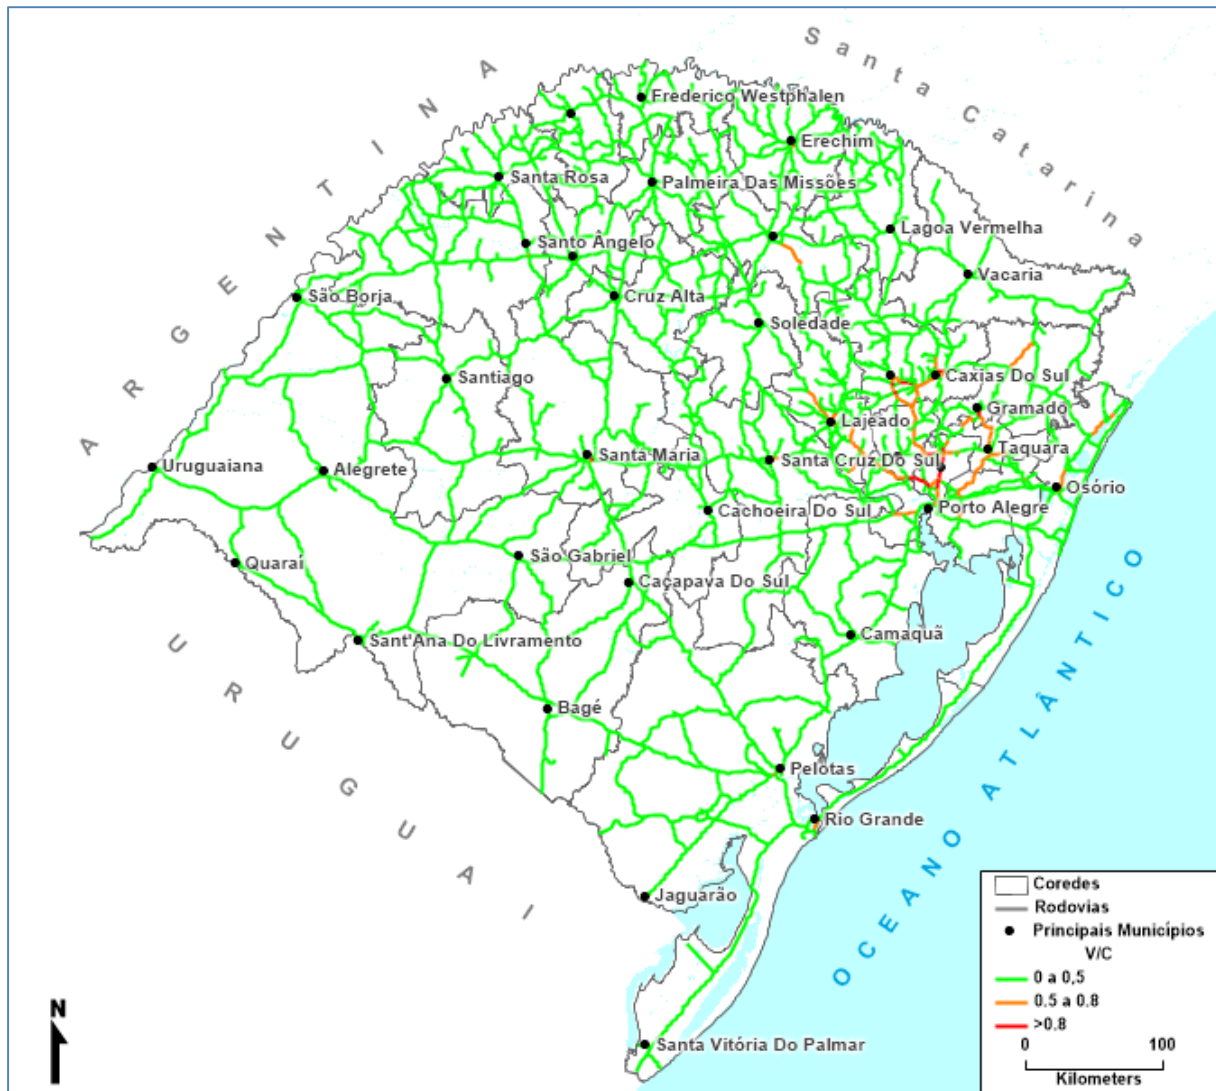 Santa Catarina
ARGENTINA
Frederico Westphalen
Erechim
Santa Rosa
Palmeira Das Missões
Lagoa Vermelha
Santo Ângelo
Vacaria
São Borja
Cruz Alta
Soledade
Santiago
Caxias Do Sul
Gramado
Lajeado
Taquara
Uruguaiana
Alegrete
Santa Maria
Santa Cruz Do Sul
Osório
Cachoeira Do Sul
Porto Alegre
Quaraí
São Gabriel
Caçapava Do Sul
Sant'Ana Do Livramento
Camaquã
URUGUAI
Bagé
OCEANO ATLÂNTICO
Pelotas
Rio Grande
Jaguarão
Santa Vitória Do Palmar
N
Coredes
Rodovias
Principais Municípios
V/C
0 a 0,5
0.5 a 0.8
>0.8
0 100
Kilometers